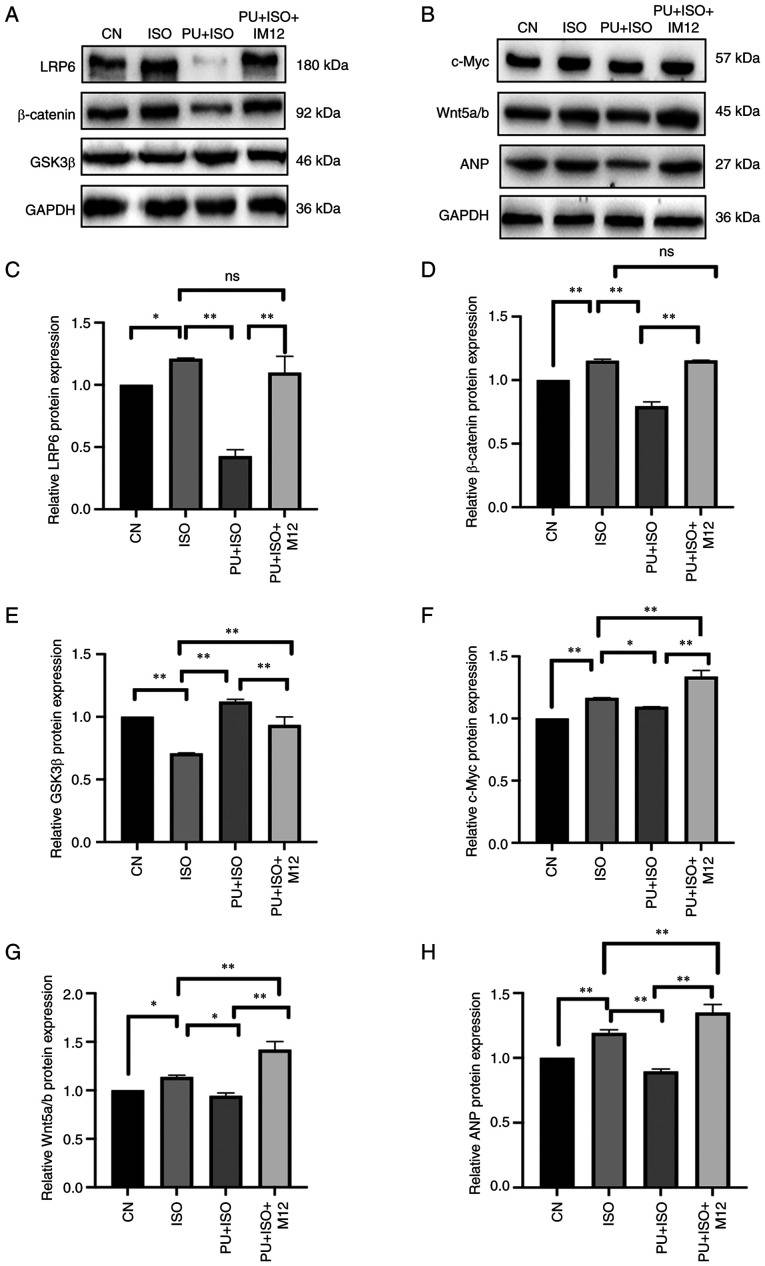 A
CN ISO PU+ISO PU+ISO+
IM12
LRP6 180 kDa
β-catenin 92 kDa
GSK3β 46 kDa
GAPDH 36 kDa
B
CN ISO PU+ISO PU+ISO+
IM12
c-Myc 57 kDa
Wnt5a/b 45 kDa
ANP 27 kDa
GAPDH 36 kDa
C
Relative LRP6 protein expression
1.5
1.0
0.5
0.0
ns
* ** **
CN
ISO
PU+ISO
PU+ISO+
M12
D
Relative β-catenin protein expression
1.5
1.0
0.5
0.0
ns
** ** **
CN
ISO
PU+ISO
PU+ISO+
M12
E
Relative GSK3β protein expression
1.5
1.0
0.5
0.0
**
** ** **
CN
ISO
PU+ISO
PU+ISO+
M12
F
Relative c-Myc protein expression
1.5
1.0
0.5
0.0
**
** * **
CN
ISO
PU+ISO
PU+ISO+
M12
G
Relative Wnt5a/b protein expression
2.0
1.5
1.0
0.5
0.0
**
* * **
CN
ISO
PU+ISO
PU+ISO+
M12
H
Relative ANP protein expression
1.5
1.0
1.5
0.0
**
** ** **
CN
ISO
PU+ISO
PU+ISO+
M12